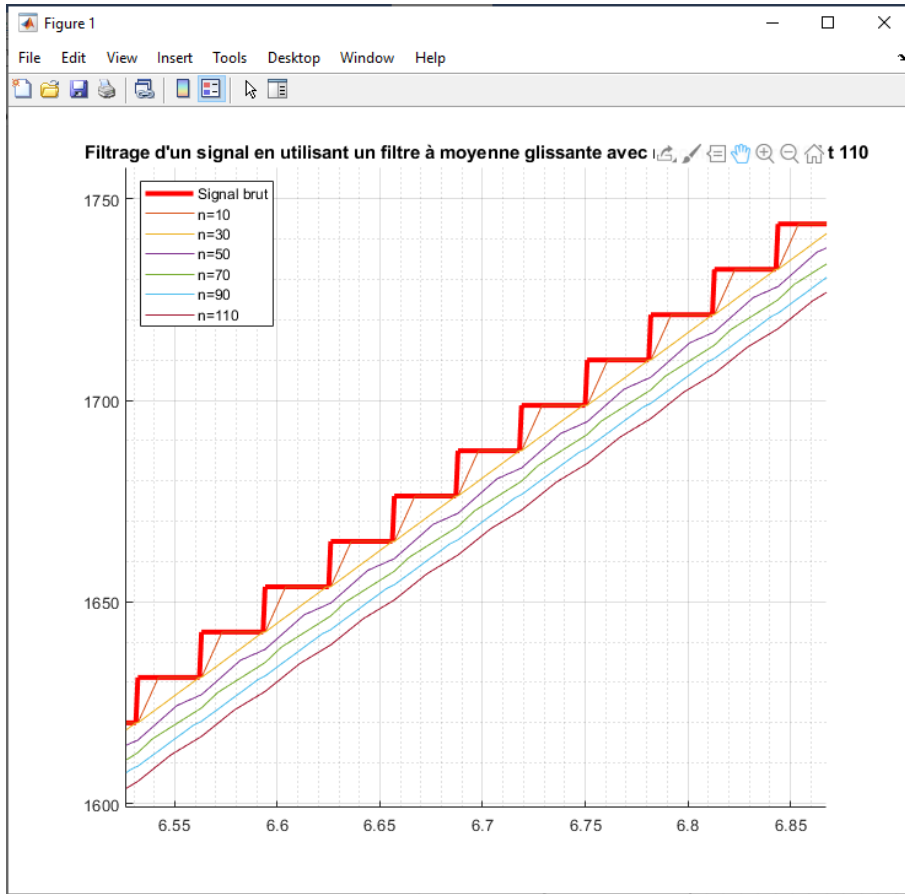 Figure 1
File Edit View Insert Tools Desktop Window Help
Filtrage d'un signal en utilisant un filtre à moyenne glissante avec t 110
Signal brut
n=10
n=30
n=50
n=70
n=90
n=110
1750
1700
1650
1600
6.55 6.6 6.65 6.7 6.75 6.8 6.85